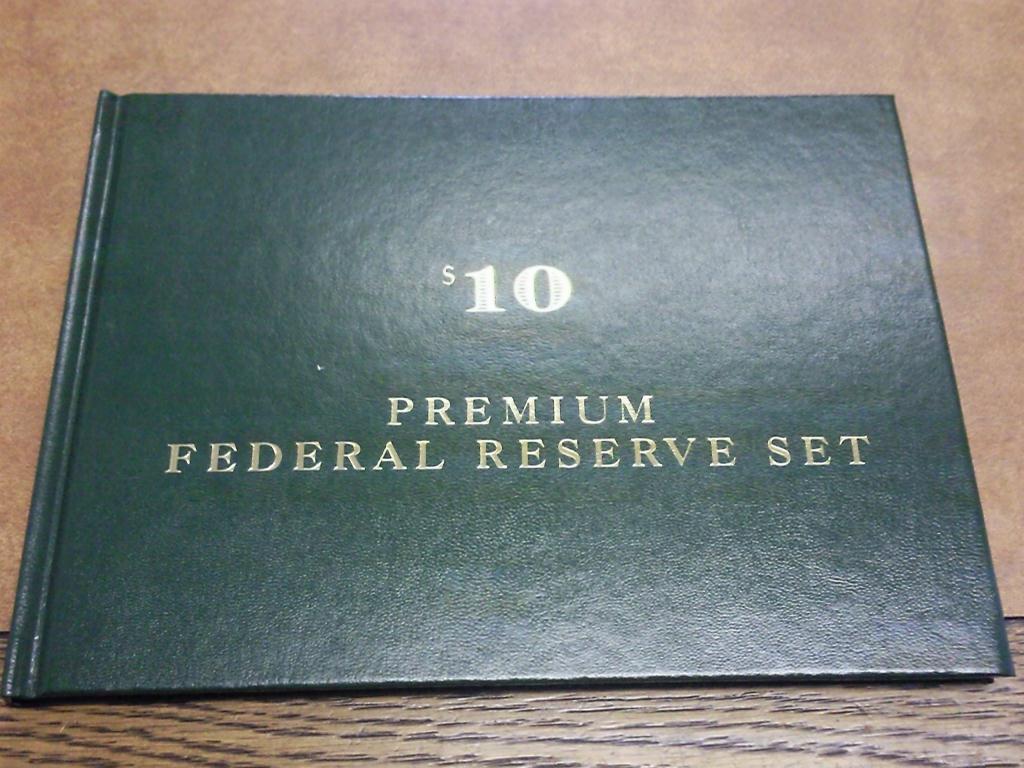 $10
PREMIUM
FEDERAL RESERVE SET